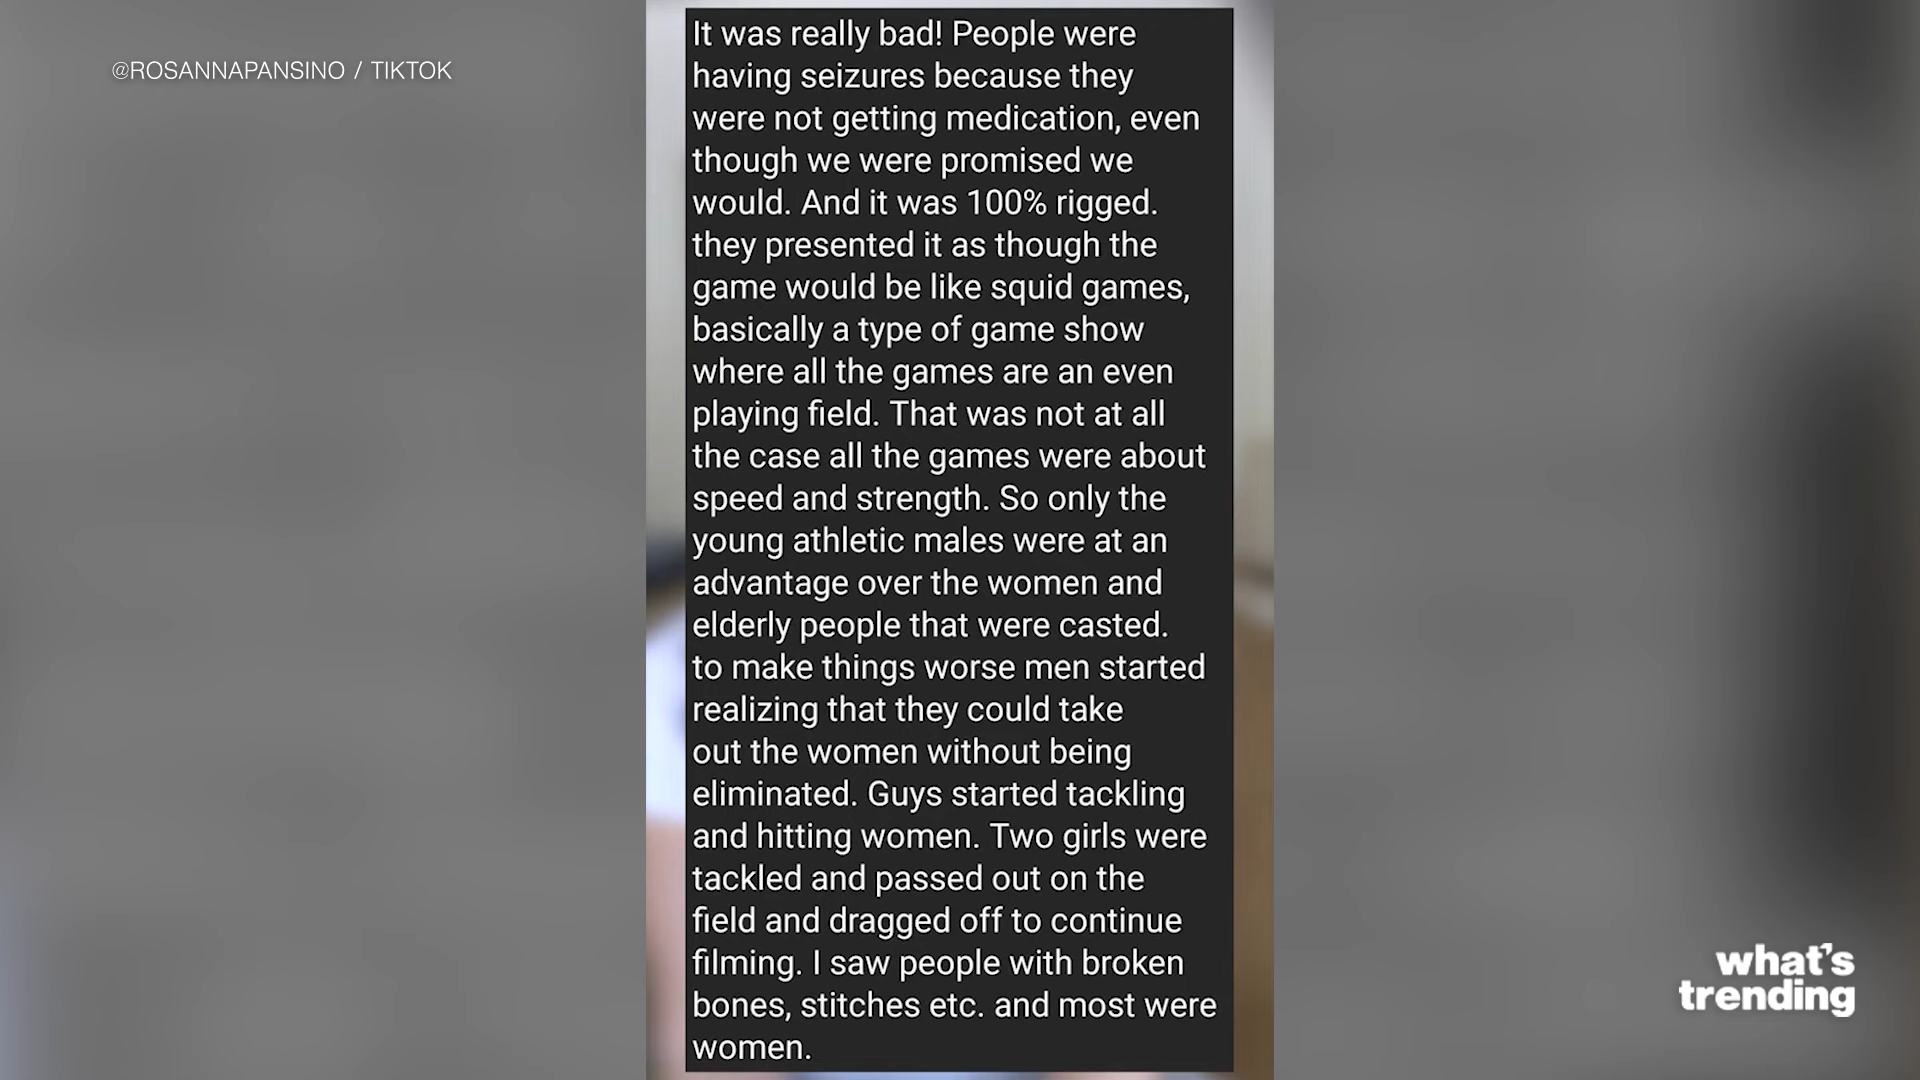 @ROSANNAPANSINO / TIKTOK
It was really bad! People were
having seizures because they
were not getting medication, even
though we were promised we
would. And it was 100% rigged.
they presented it as though the
game would be like squid games,
basically a type of game show
where all the games are an even
playing field. That was not at all
the case all the games were about
speed and strength. So only the
young athletic males were at an
advantage over the women and
elderly people that were casted.
to make things worse men started
realizing that they could take
out the women without being
eliminated. Guys started tackling
and hitting women. Two girls were
tackled and passed out on the
field and dragged off to continue
filming. I saw people with broken
bones, stitches etc. and most were
women.
what's
trending